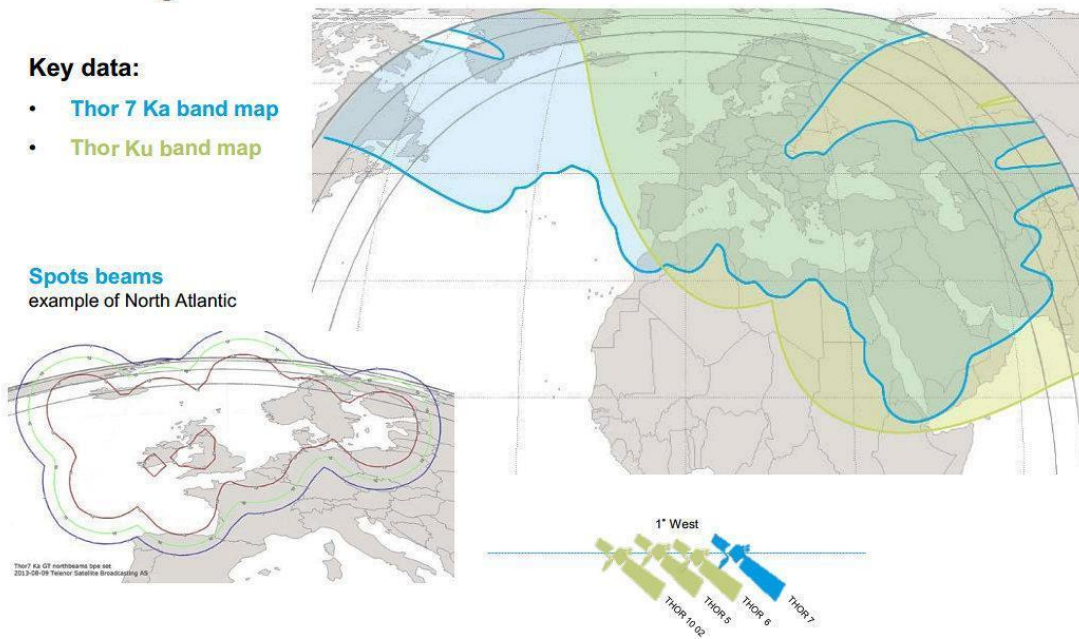 Key data:
• Thor 7 Ka band map
• Thor Ku band map
Spots beams
example of North Atlantic
Thor7 Ka GT northbeams bps set
2013-08-09 Telenor Satellite Broadcasting AS
1° West
THOR 10 02
THOR 5
THOR 6
THOR 7